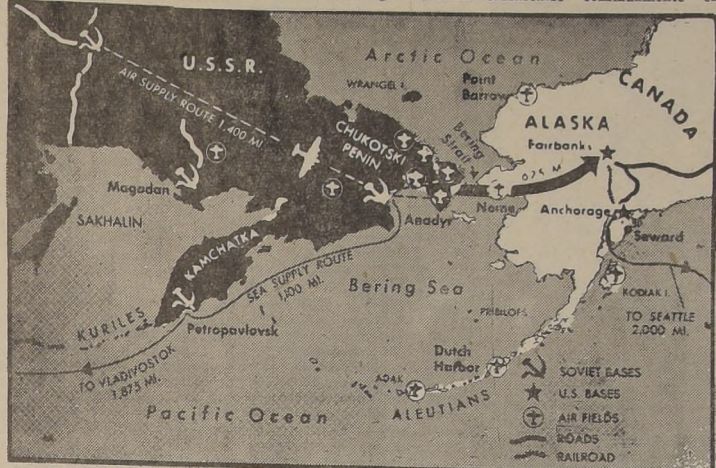 U.S.S.R.
AIR SUPPLY ROUTE 1,400 MI.
Arctic Ocean
WRANGEL I.
Point
Barrow
CANADA
ALASKA
Fairbanks
CHUKOTSKI
PENIN
Bering
Strait
Magadan
SAKHALIN
KAMCHATKA
Anadyr
Nome
Anchorage
Seward
SEA SUPPLY ROUTE
Bering Sea
KODIAK I.
KURILES
Petropavlovsk
PRIBILOFS
TO SEATTLE
2,000 MI.
TO VLADIVOSTOK
1,875 MI.
Dutch
Harbor
ADAK
ALEUTIANS
Pacific Ocean
SOVIET BASES
U.S. BASES
AIR FIELDS
ROADS
RAILROAD